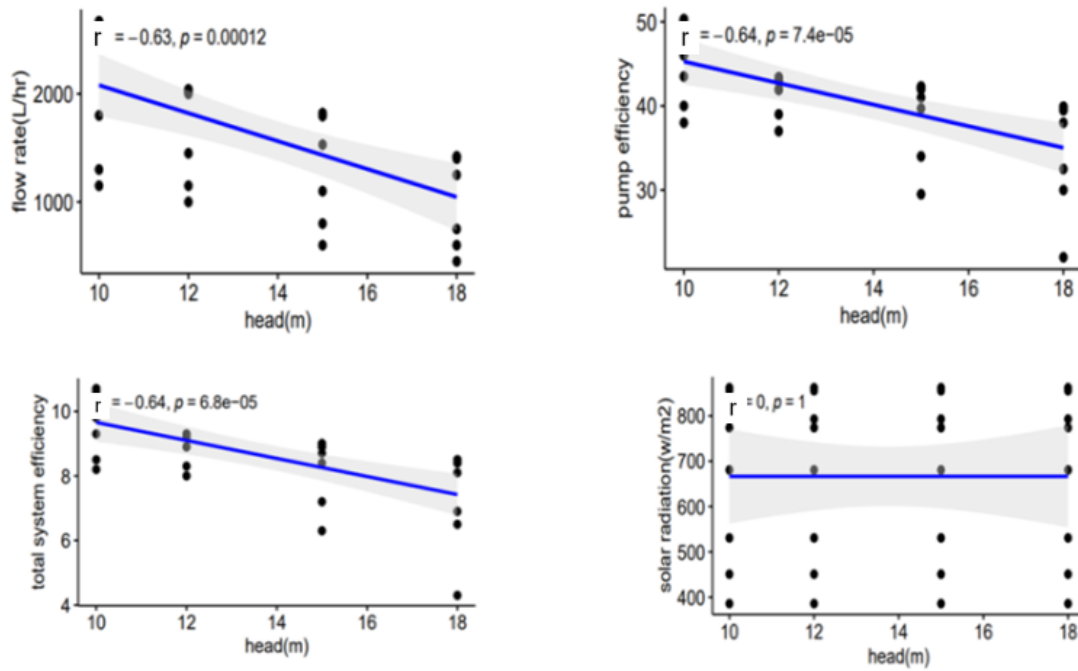 r = −0.63, p = 0.00012
flow rate(L/hr)
2000
1000
10 12 14 16 18
head(m)
r = −0.64, p = 7.4e−05
pump efficiency
50
40
30
10 12 14 16 18
head(m)
r = −0.64, p = 6.8e−05
total system efficiency
10
8
6
4
10 12 14 16 18
head(m)
r = 0, p = 1
solar radiation(w/m2)
800
700
600
500
400
10 12 14 16 18
head(m)